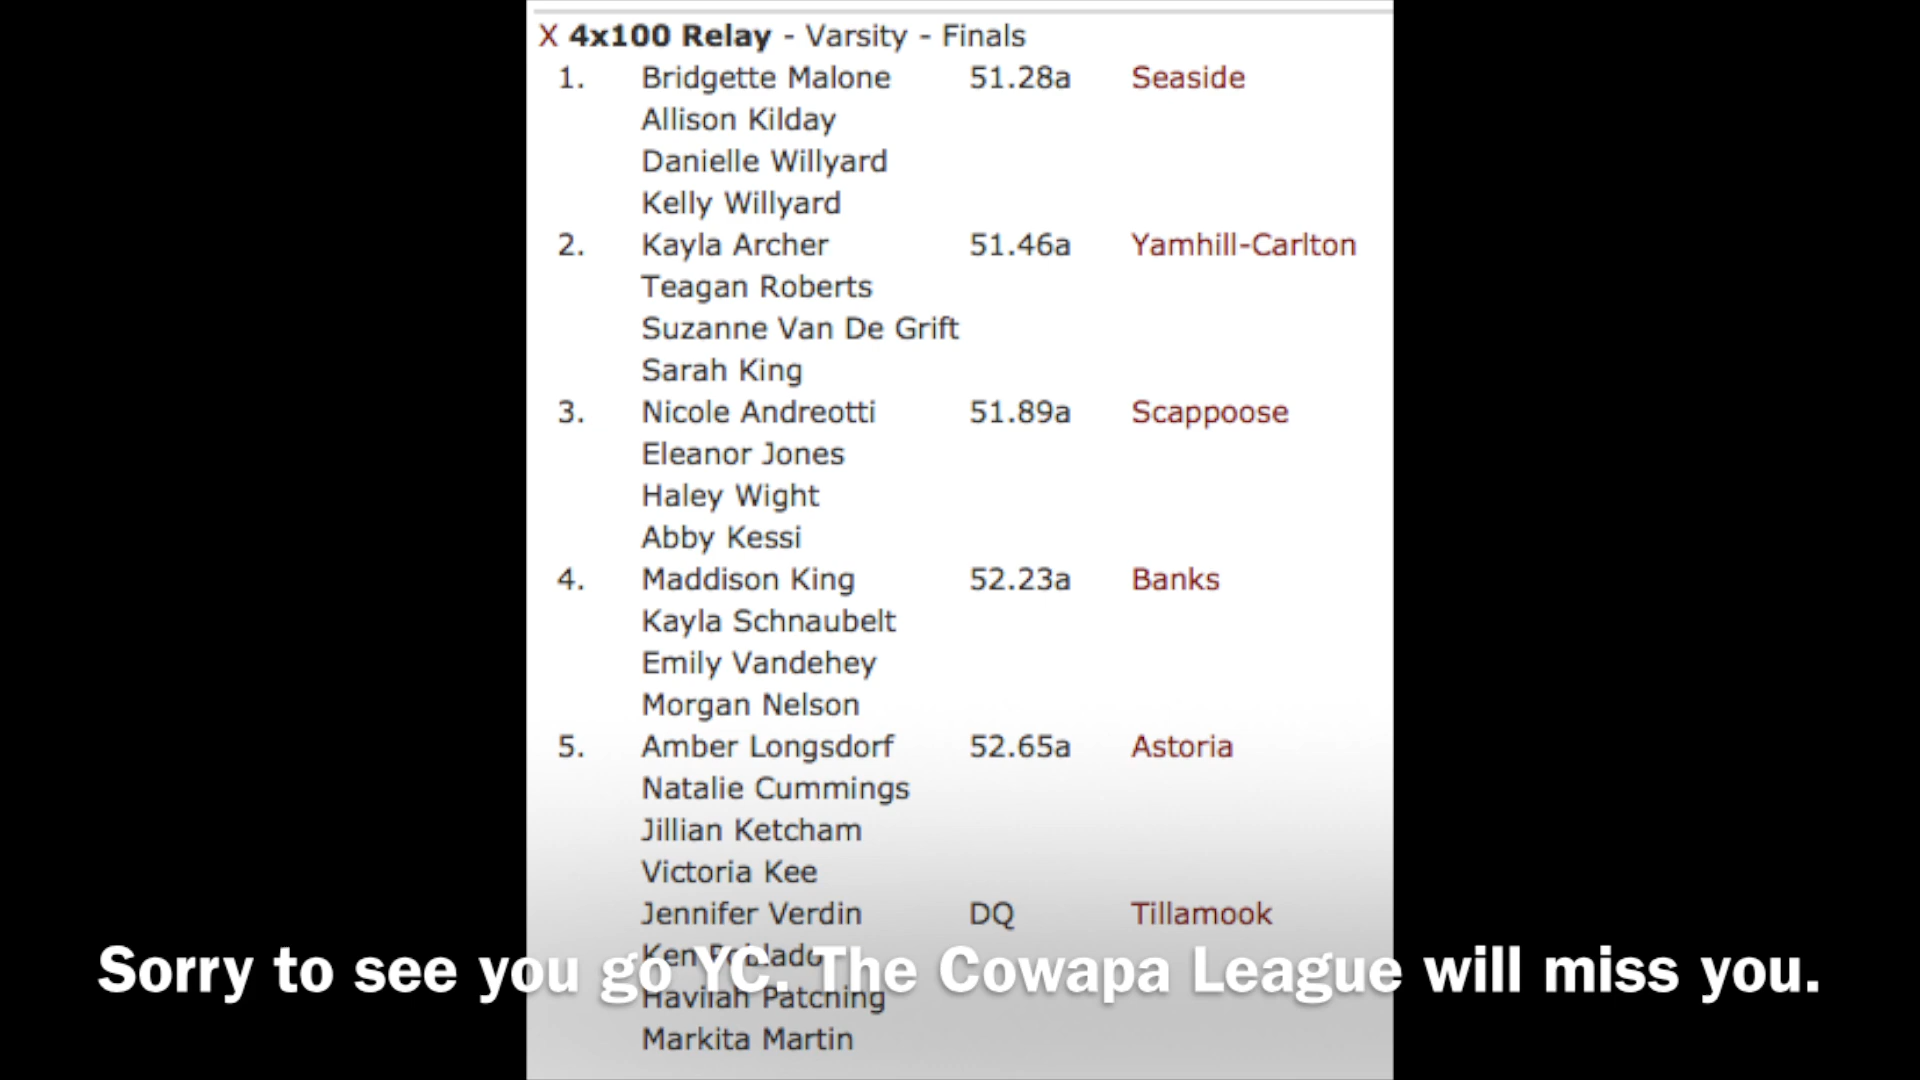 X 4x100 Relay - Varsity - Finals
1. Bridgette Malone 51.28a Seaside
Allison Kilday
Danielle Willyard
Kelly Willyard
2. Kayla Archer 51.46a Yamhill-Carlton
Teagan Roberts
Suzanne Van De Grift
Sarah King
3. Nicole Andreotti 51.89a Scappoose
Eleanor Jones
Haley Wight
Abby Kessi
4. Maddison King 52.23a Banks
Kayla Schnaubelt
Emily Vandehey
Morgan Nelson
5. Amber Longsdorf 52.65a Astoria
Natalie Cummings
Jillian Ketcham
Victoria Kee
Jennifer Verdin DQ Tillamook
Sorry to see you go YC. The Cowapa League will miss you.
Havilah Patching
Markita Martin